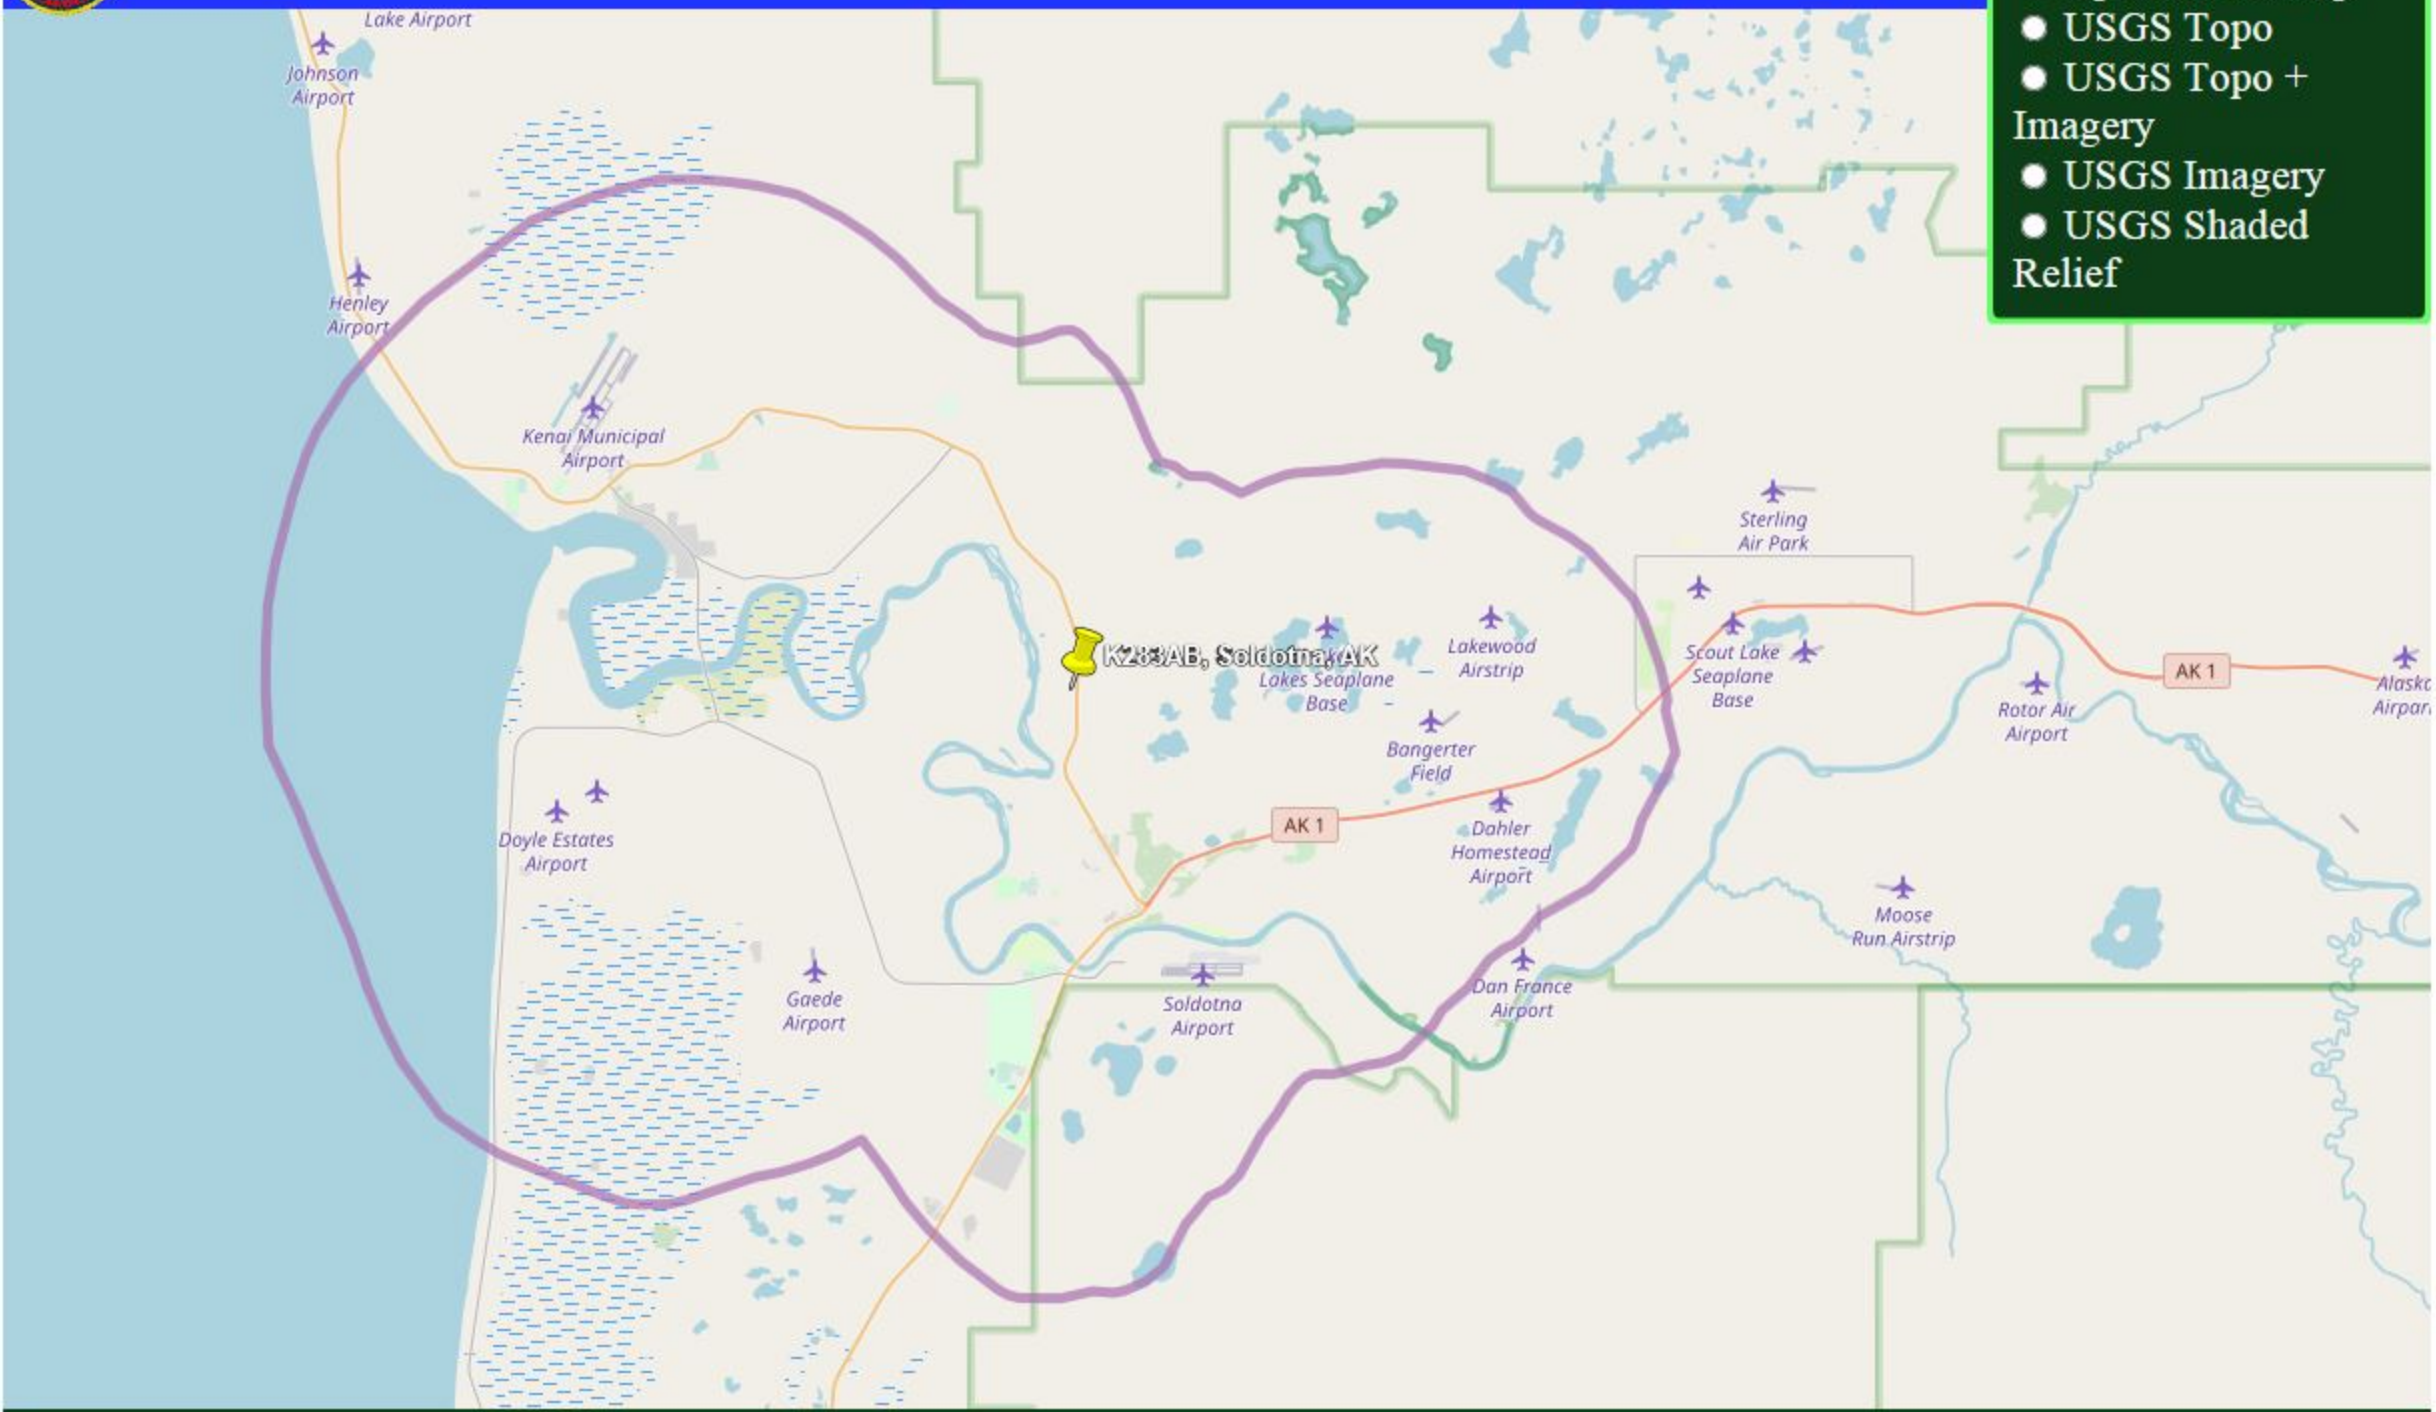 Lake Airport
Johnson
Airport
USGS Topo
USGS Topo +
Imagery
USGS Imagery
USGS Shaded
Relief
Henley
Airport
Kenai Municipal
Airport
Sterling
Air Park
K283AB, Soldotna, AK
Lakes Seaplane
Base
Lakewood
Airstrip
Scout Lake
Seaplane
Base
AK 1
Rotor Air
Airport
Bangerter
Field
AK 1
Doyle Estates
Airport
Dahler
Homestead
Airport
Moose
Run Airstrip
Gaede
Airport
Soldotna
Airport
Dan France
Airport